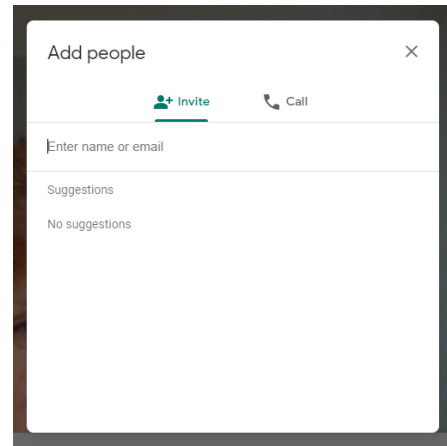 Add people
Invite
Call
Enter name or email
Suggestions
No suggestions